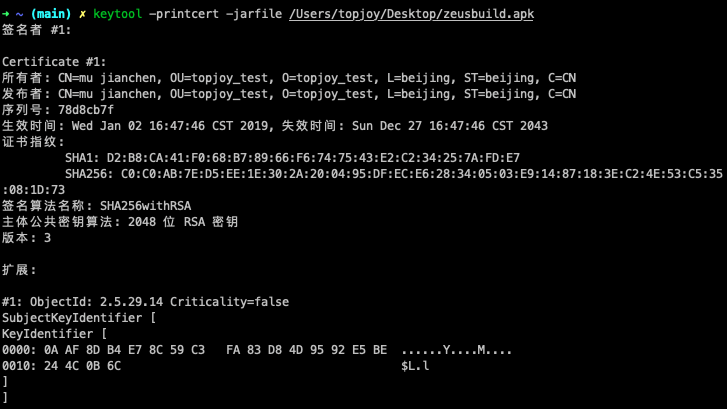 → ~ (main) ✗ keytool -printcert -jarfile /Users/topjoy/Desktop/zeusbuild.apk
签名者 #1:
Certificate #1:
所有者: CN=mu jianchen, OU=topjoy_test, O=topjoy_test, L=beijing, ST=beijing, C=CN
发布者: CN=mu jianchen, OU=topjoy_test, O=topjoy_test, L=beijing, ST=beijing, C=CN
序列号: 78d8cb7f
生效时间: Wed Jan 02 16:47:46 CST 2019, 失效时间: Sun Dec 27 16:47:46 CST 2043
证书指纹:
SHA1: D2:B8:CA:41:F0:68:B7:89:66:F6:74:75:43:E2:C2:34:25:7A:FD:E7
SHA256: C0:C0:AB:7E:D5:EE:1E:30:2A:20:04:95:DF:EC:E6:28:34:05:03:E9:14:87:18:3E:C2:4E:53:C5:35
:08:1D:73
签名算法名称: SHA256withRSA
主体公共密钥算法: 2048 位 RSA 密钥
版本: 3
扩展:
#1: ObjectId: 2.5.29.14 Criticality=false
SubjectKeyIdentifier [
KeyIdentifier [
0000: 0A AF 8D B4 E7 8C 59 C3   FA 83 D8 4D 95 92 E5 BE  ......Y....M....
0010: 24 4C 0B 6C                                        $L.l
]
]